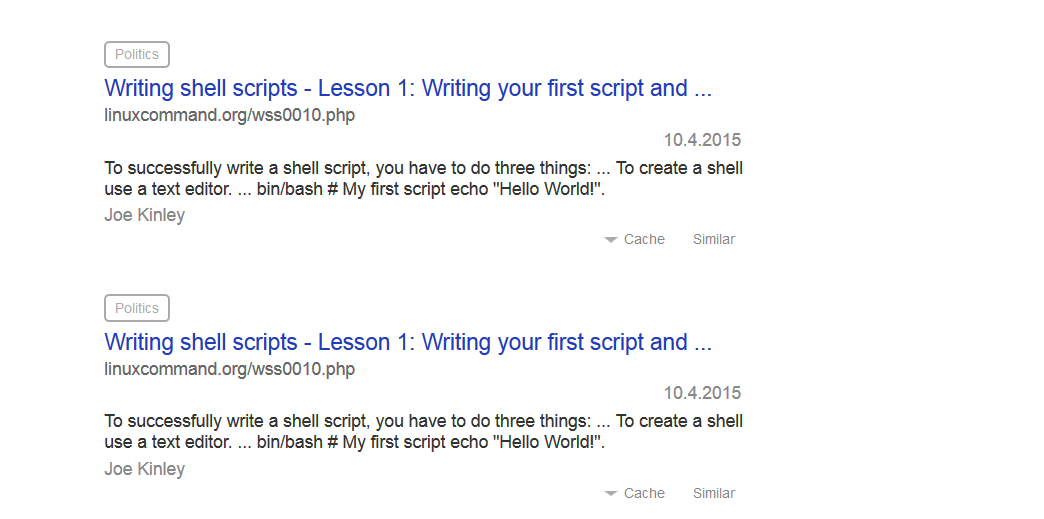 Politics
Writing shell scripts - Lesson 1: Writing your first script and ...
linuxcommand.org/wss0010.php
10.4.2015
To successfully write a shell script, you have to do three things: ... To create a shell
use a text editor. ... bin/bash # My first script echo "Hello World!".
Joe Kinley
Cache Similar
Politics
Writing shell scripts - Lesson 1: Writing your first script and ...
linuxcommand.org/wss0010.php
10.4.2015
To successfully write a shell script, you have to do three things: ... To create a shell
use a text editor. ... bin/bash # My first script echo "Hello World!".
Joe Kinley
Cache Similar